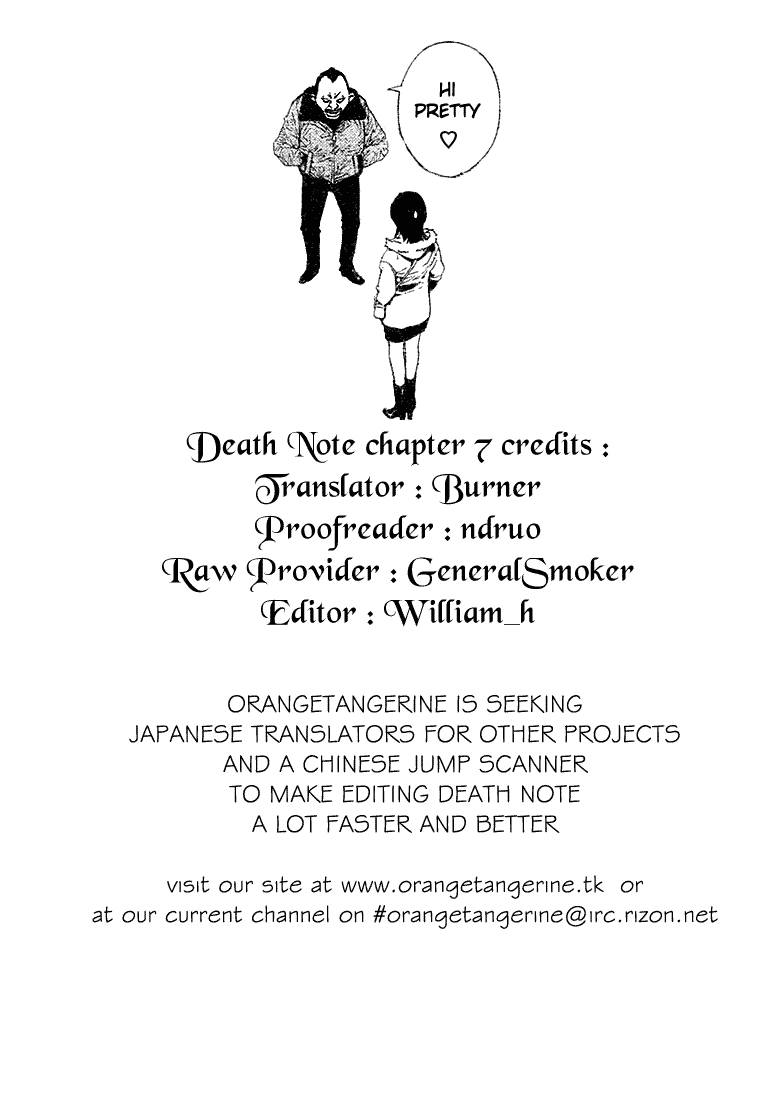 HI
PRETTY
♡
Death Note chapter 7 credits :
Translator : Burner
Proofreader : ndruo
Raw Provider : GeneralSmoker
Editor : William_h
ORANGETANGERINE IS SEEKING
JAPANESE TRANSLATORS FOR OTHER PROJECTS
AND A CHINESE JUMP SCANNER
TO MAKE EDITING DEATH NOTE
A LOT FASTER AND BETTER
visit our site at www.orangetangerine.tk or
at our current channel on #orangetangerine@irc.rizon.net